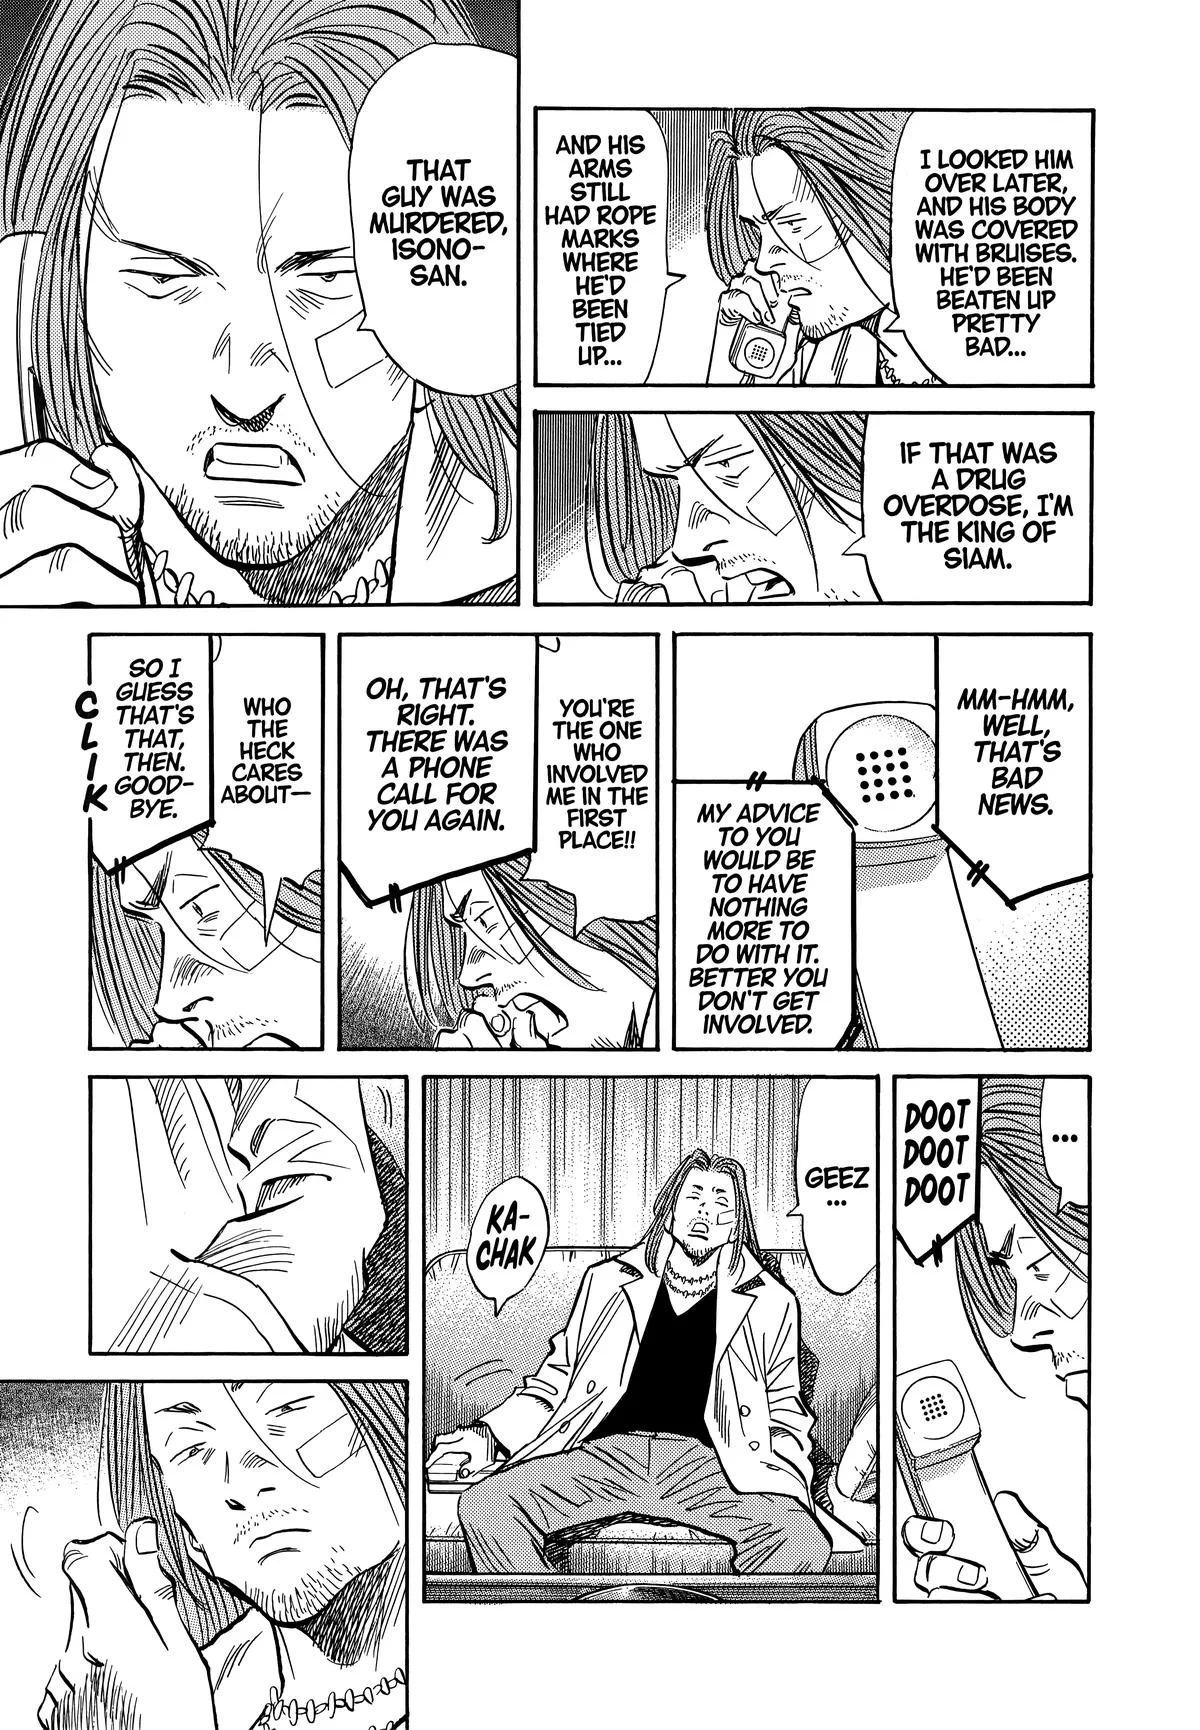 I LOOKED HIM
OVER LATER,
AND HIS BODY
WAS COVERED
WITH BRUISES.
HE'D BEEN
BEATEN UP
PRETTY
BAD...
AND HIS
ARMS
STILL
HAD ROPE
MARKS
WHERE
HE'D
BEEN
TIED
UP...
IF THAT WAS
A DRUG
OVERDOSE, I'M
THE KING OF
SIAM.
THAT
GUY WAS
MURDERED,
ISONO-
SAN.
MM-HMM,
WELL,
THAT'S
BAD
NEWS.
MY ADVICE
TO YOU
WOULD BE
TO HAVE
NOTHING
MORE TO
DO WITH IT.
BETTER YOU
DON'T GET
INVOLVED.
YOU'RE
THE ONE
WHO
INVOLVED
ME IN THE
FIRST
PLACE!!
OH, THAT'S
RIGHT.
THERE WAS
A PHONE
CALL FOR
YOU AGAIN.
WHO
THE
HECK
CARES
ABOUT—
SO I
GUESS
THAT'S
THAT,
THEN.
GOOD-
BYE.
CLIK
...
DOOT
DOOT
DOOT
GEEZ
...
KA-
CHAK